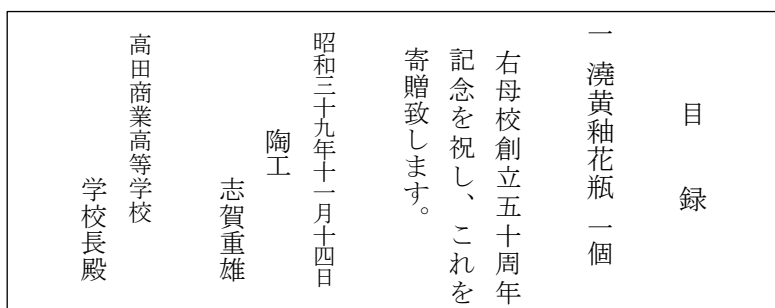 目　録
一　澆黄釉花瓶　一個
右母校創立五十周年
記念を祝し、これを
寄贈致します。
昭和三十九年十一月十四日
陶工
志賀重雄
高田商業高等学校
学校長殿